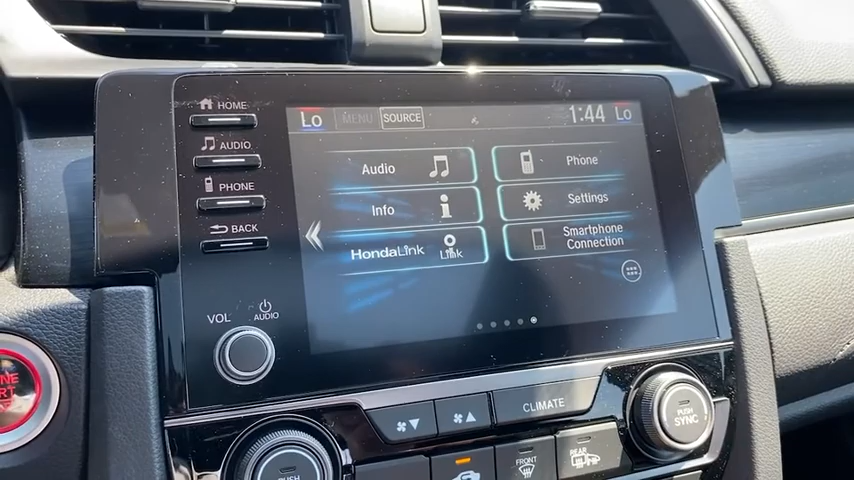 HOME
AUDIO
PHONE
BACK
VOL
AUDIO
Lo MENU SOURCE 1:44 Lo
Audio
Phone
Info
Settings
HondaLink Link
Smartphone
Connection
CLIMATE
PUSH
SYNC
PUSH
FRONT
REAR